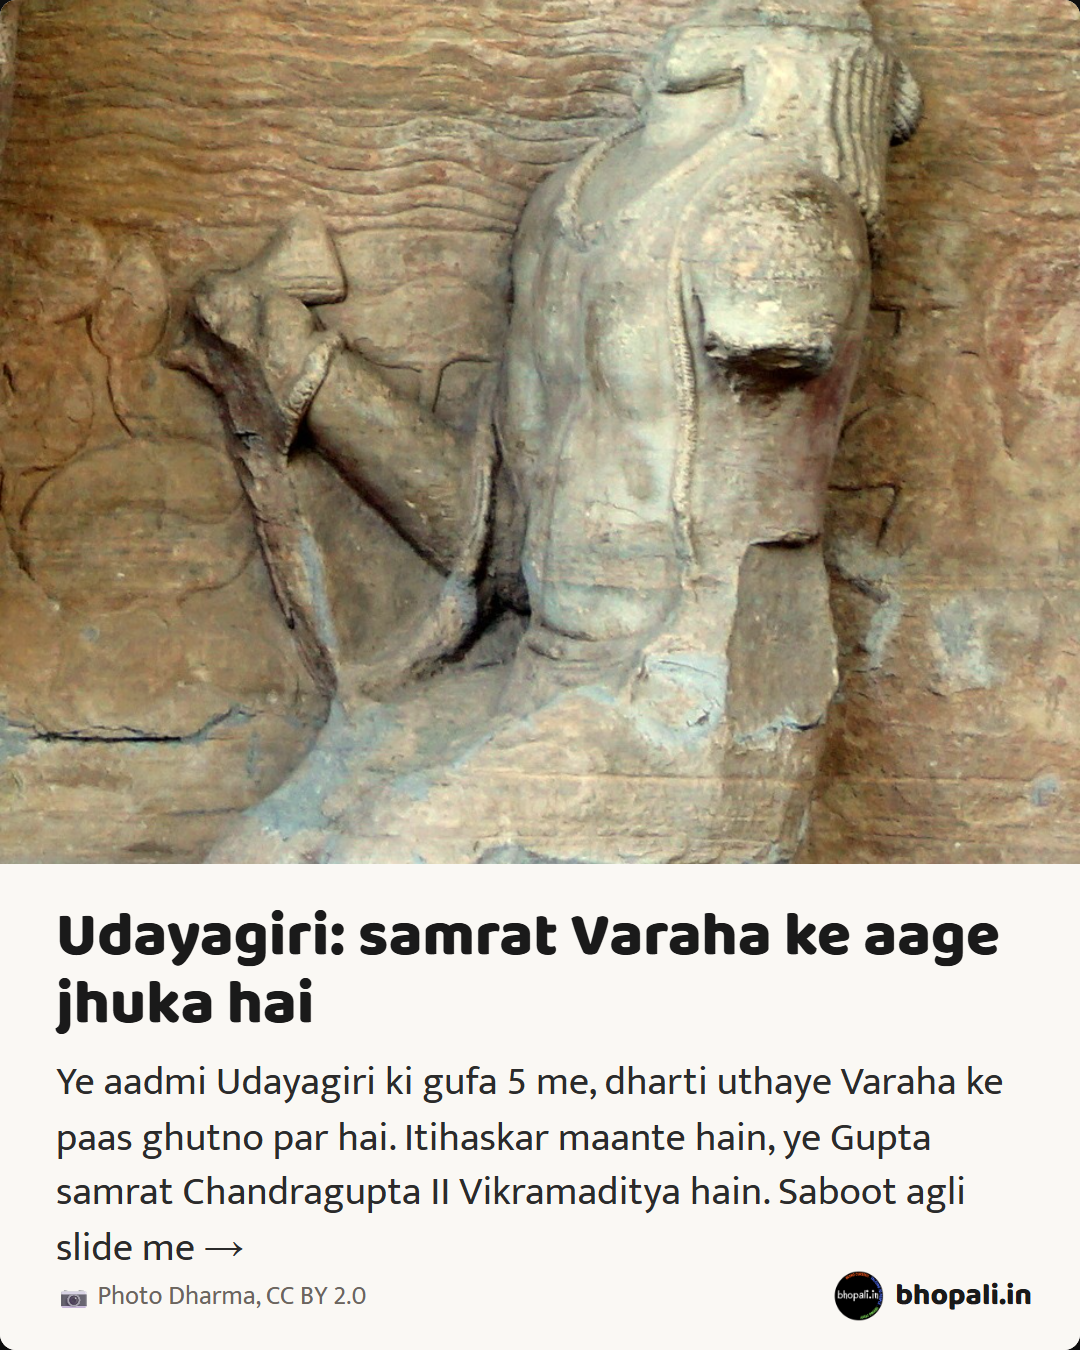 Udayagiri: samrat Varaha ke aage
jhuka hai
Ye aadmi Udayagiri ki gufa 5 me, dharti uthaye Varaha ke
paas ghutno par hai. Itihaskar maante hain, ye Gupta
samrat Chandragupta II Vikramaditya hain. Saboot agli
slide me →
Photo Dharma, CC BY 2.0
bhopali.in
bhopali.in